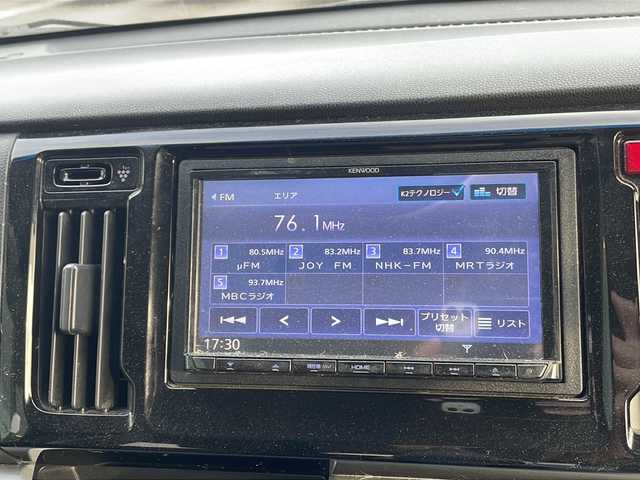 KENWOOD
FM エリア K2テクノロジー 切替
76.1MHz
1 80.5MHz 2 83.2MHz 3 83.7MHz 4 90.4MHz
μFM JOY FM NHK-FM MRTラジオ
5 93.7MHz
MBCラジオ
プリセット
切替
リスト
17:30
HOME